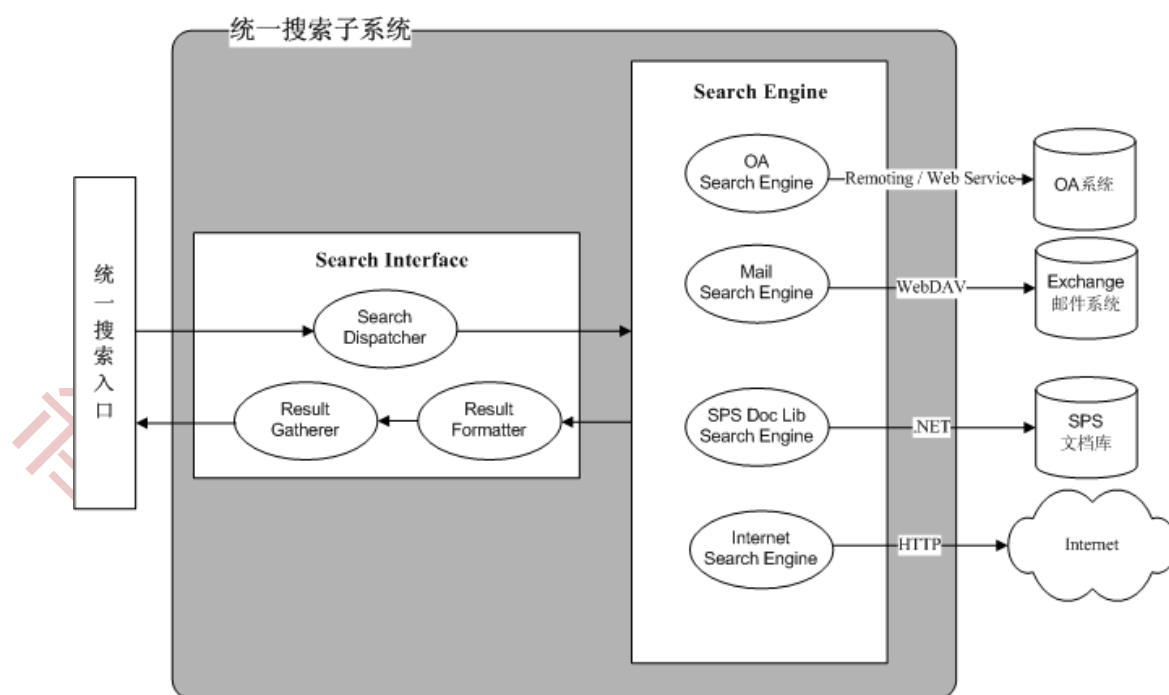 统一搜索子系统
Search Engine
OA
Search Engine
Remoting / Web Service
OA系统
Mail
Search Engine
WebDAV
Exchange
邮件系统
SPS Doc Lib
Search Engine
.NET
SPS
文档库
Internet
Search Engine
HTTP
Internet
Search Interface
Search
Dispatcher
Result
Gatherer
Result
Formatter
统一搜索入口